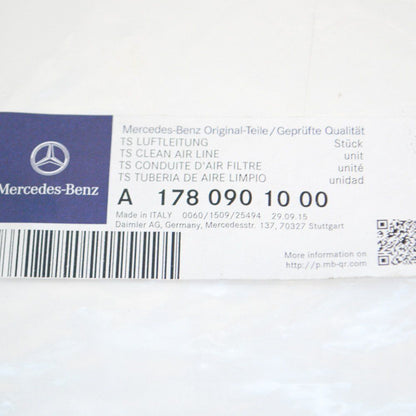 Mercedes-Benz Original-Teile/Geprüfte Qualität
TS LUFTLEITUNG Stück
TS CLEAN AIR LINE unit
TS CONDUITE D'AIR FILTRE unité
TS TUBERIA DE AIRE LIMPIO unidad
Mercedes-Benz
A 178 090 10 00
Made in ITALY 0060/1509/25494 29.09.15
Daimler AG, Germany, Mercedesstr. 137, 70327 Stuttgart
More information on
http://p.mb-qr.com